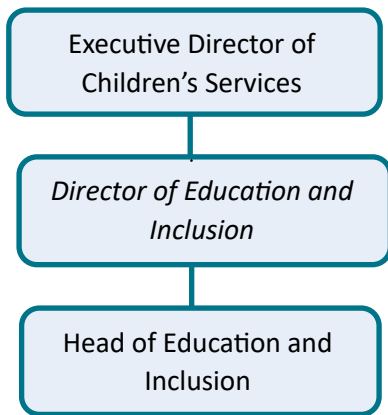 Executive Director of
Children’s Services
Director of Education and
Inclusion
Head of Education and
Inclusion